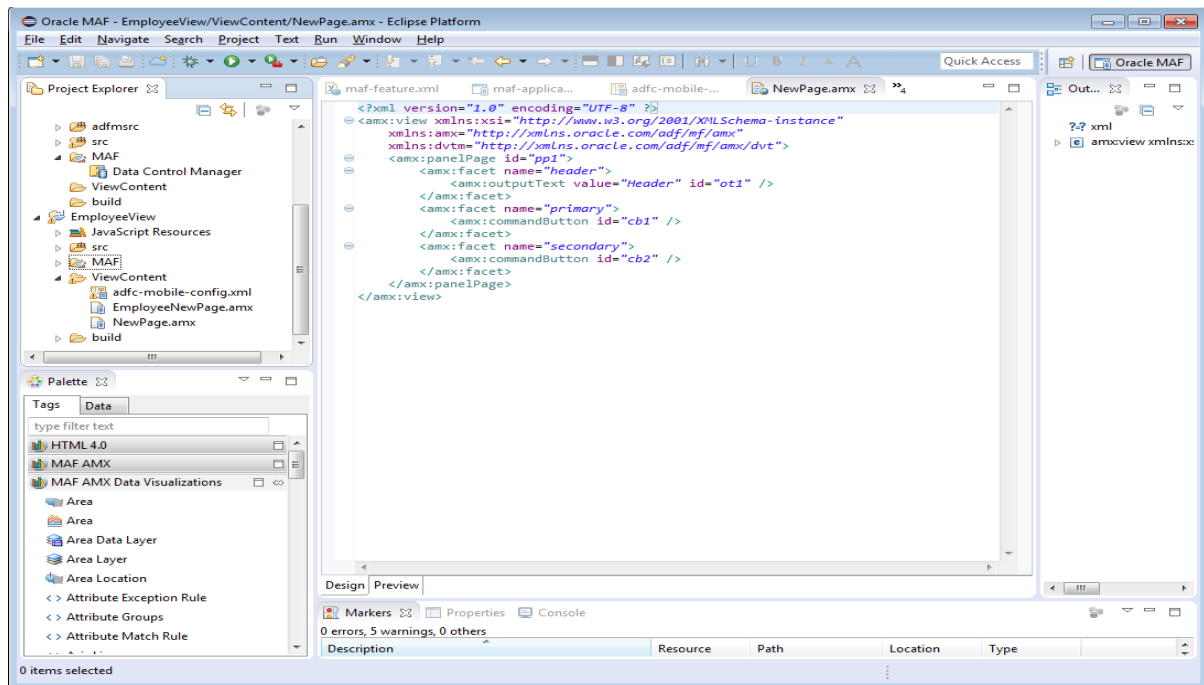 Oracle MAF - EmployeeView/ViewContent/NewPage.amx - Eclipse Platform
File Edit Navigate Search Project Text Run Window Help
Quick Access
Oracle MAF
Project Explorer
adfmsrc
src
MAF
Data Control Manager
ViewContent
build
EmployeeView
JavaScript Resources
src
MAF
ViewContent
adfc-mobile-config.xml
EmployeeNewPage.amx
NewPage.amx
build
Palette
Tags Data
type filter text
HTML 4.0
MAF AMX
MAF AMX Data Visualizations
Area
Area
Area Data Layer
Area Layer
Area Location
Attribute Exception Rule
Attribute Groups
Attribute Match Rule
maf-feature.xml maf-applica... adfc-mobile-... NewPage.amx »4
<?xml version="1.0" encoding="UTF-8" ?>
<amx:view xmlns:xsi="http://www.w3.org/2001/XMLSchema-instance"
xmlns:amx="http://xmlns.oracle.com/adf/mf/amx"
xmlns:dvtm="http://xmlns.oracle.com/adf/mf/amx/dvt">
<amx:panelPage id="pp1">
<amx:facet name="header">
<amx:outputText value="Header" id="ot1" />
</amx:facet>
<amx:facet name="primary">
<amx:commandButton id="cb1" />
</amx:facet>
<amx:facet name="secondary">
<amx:commandButton id="cb2" />
</amx:facet>
</amx:panelPage>
</amx:view>
Design Preview
Out...
?-? xml
amx:view xmlns:x
Markers Properties Console
0 errors, 5 warnings, 0 others
Description Resource Path Location Type
0 items selected